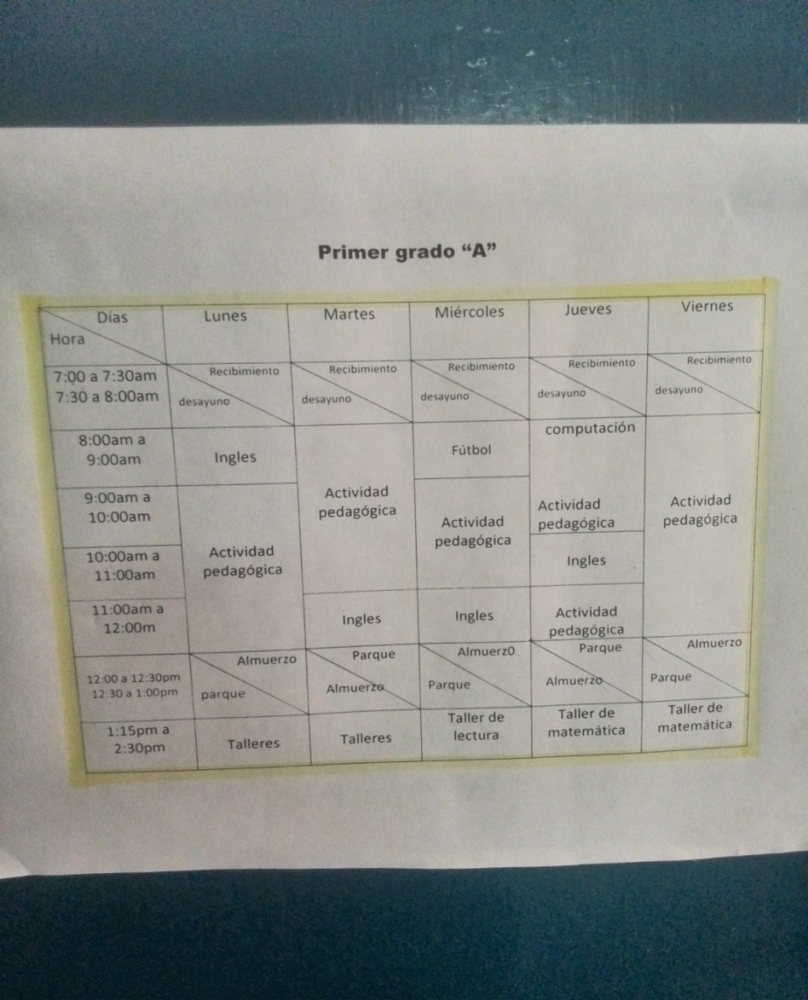 Primer grado “A”
Días
Hora
Lunes
Martes
Miércoles
Jueves
Viernes
7:00 a 7:30am
7:30 a 8:00am
Recibimiento
desayuno
Recibimiento
desayuno
Recibimiento
desayuno
Recibimiento
desayuno
Recibimiento
desayuno
8:00am a
9:00am
Ingles
Actividad
pedagógica
Fútbol
computación
Actividad
pedagógica
Actividad
pedagógica
9:00am a
10:00am
Actividad
pedagógica
Actividad
pedagógica
10:00am a
11:00am
Ingles
11:00am a
12:00m
Ingles
Ingles
Actividad
pedagógica
12:00 a 12:30pm
12:30 a 1:00pm
Almuerzo
parque
Parque
Almuerzo
Almuerz0
Parque
Parque
Almuerzo
Almuerzo
Parque
1:15pm a
2:30pm
Talleres
Talleres
Taller de
lectura
Taller de
matemática
Taller de
matemática